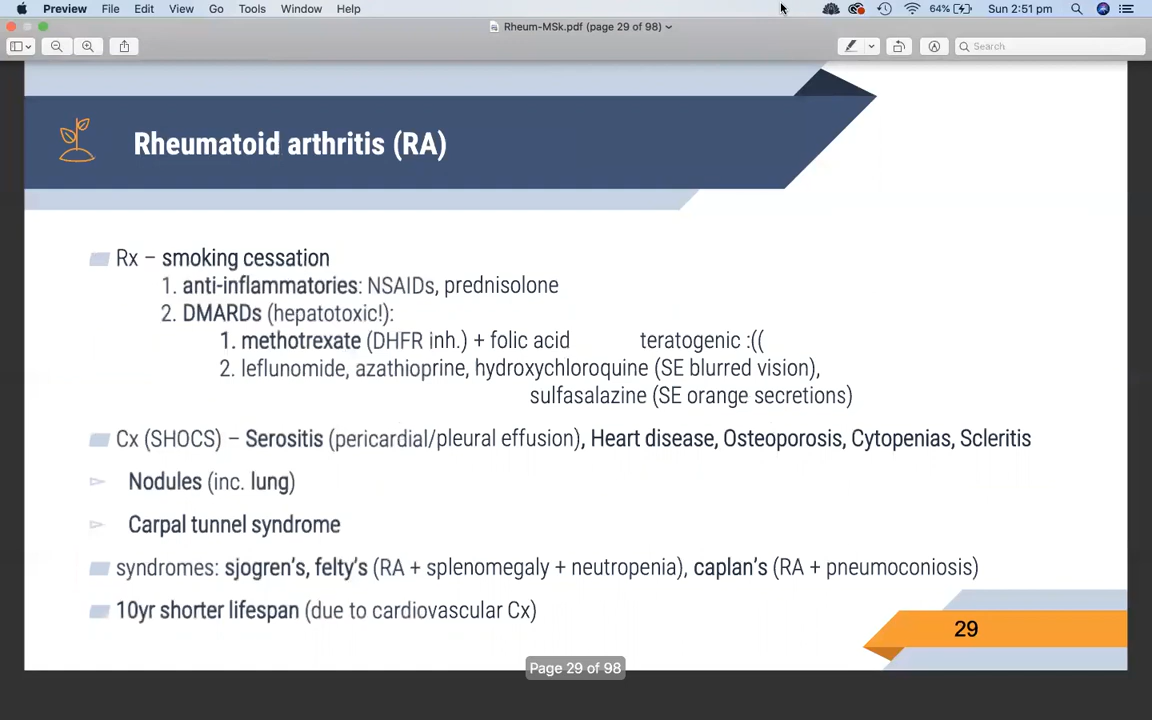 Preview File Edit View Go Tools Window Help 64% Sun 2:51 pm
Rheum-MSk.pdf (page 29 of 98)
Search
Rheumatoid arthritis (RA)
Rx – smoking cessation
1. anti-inflammatories: NSAIDs, prednisolone
2. DMARDs (hepatotoxic!):
1. methotrexate (DHFR inh.) + folic acid teratogenic :((
2. leflunomide, azathioprine, hydroxychloroquine (SE blurred vision),
sulfasalazine (SE orange secretions)
Cx (SHOCS) – Serositis (pericardial/pleural effusion), Heart disease, Osteoporosis, Cytopenias, Scleritis
Nodules (inc. lung)
Carpal tunnel syndrome
syndromes: sjogren's, felty's (RA + splenomegaly + neutropenia), caplan's (RA + pneumoconiosis)
10yr shorter lifespan (due to cardiovascular Cx)
29
Page 29 of 98